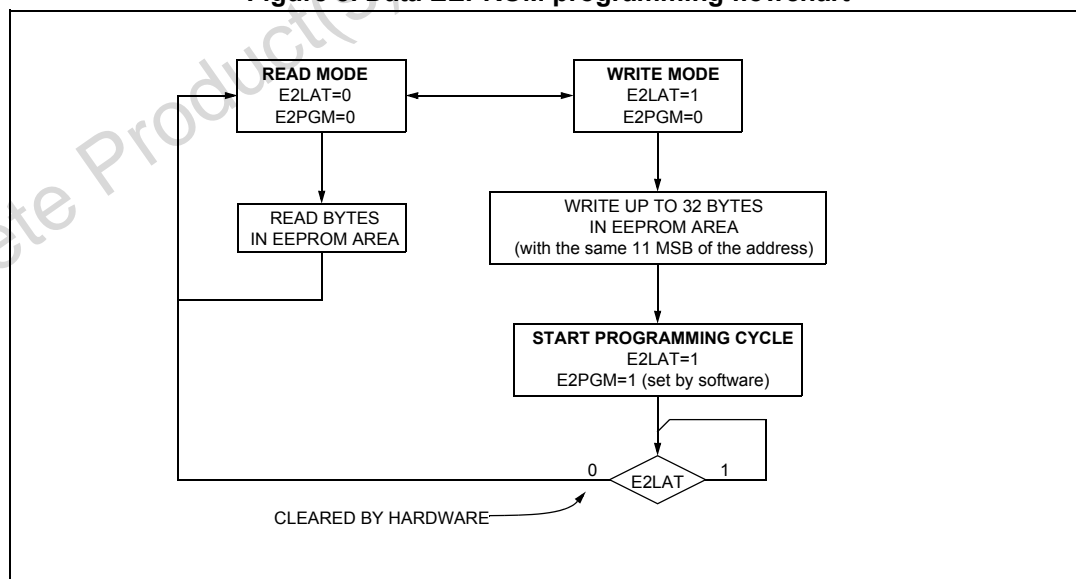 READ MODE
E2LAT=0
E2PGM=0
WRITE MODE
E2LAT=1
E2PGM=0
READ BYTES
IN EEPROM AREA
WRITE UP TO 32 BYTES
IN EEPROM AREA
(with the same 11 MSB of the address)
START PROGRAMMING CYCLE
E2LAT=1
E2PGM=1 (set by software)
0
E2LAT
1
CLEARED BY HARDWARE